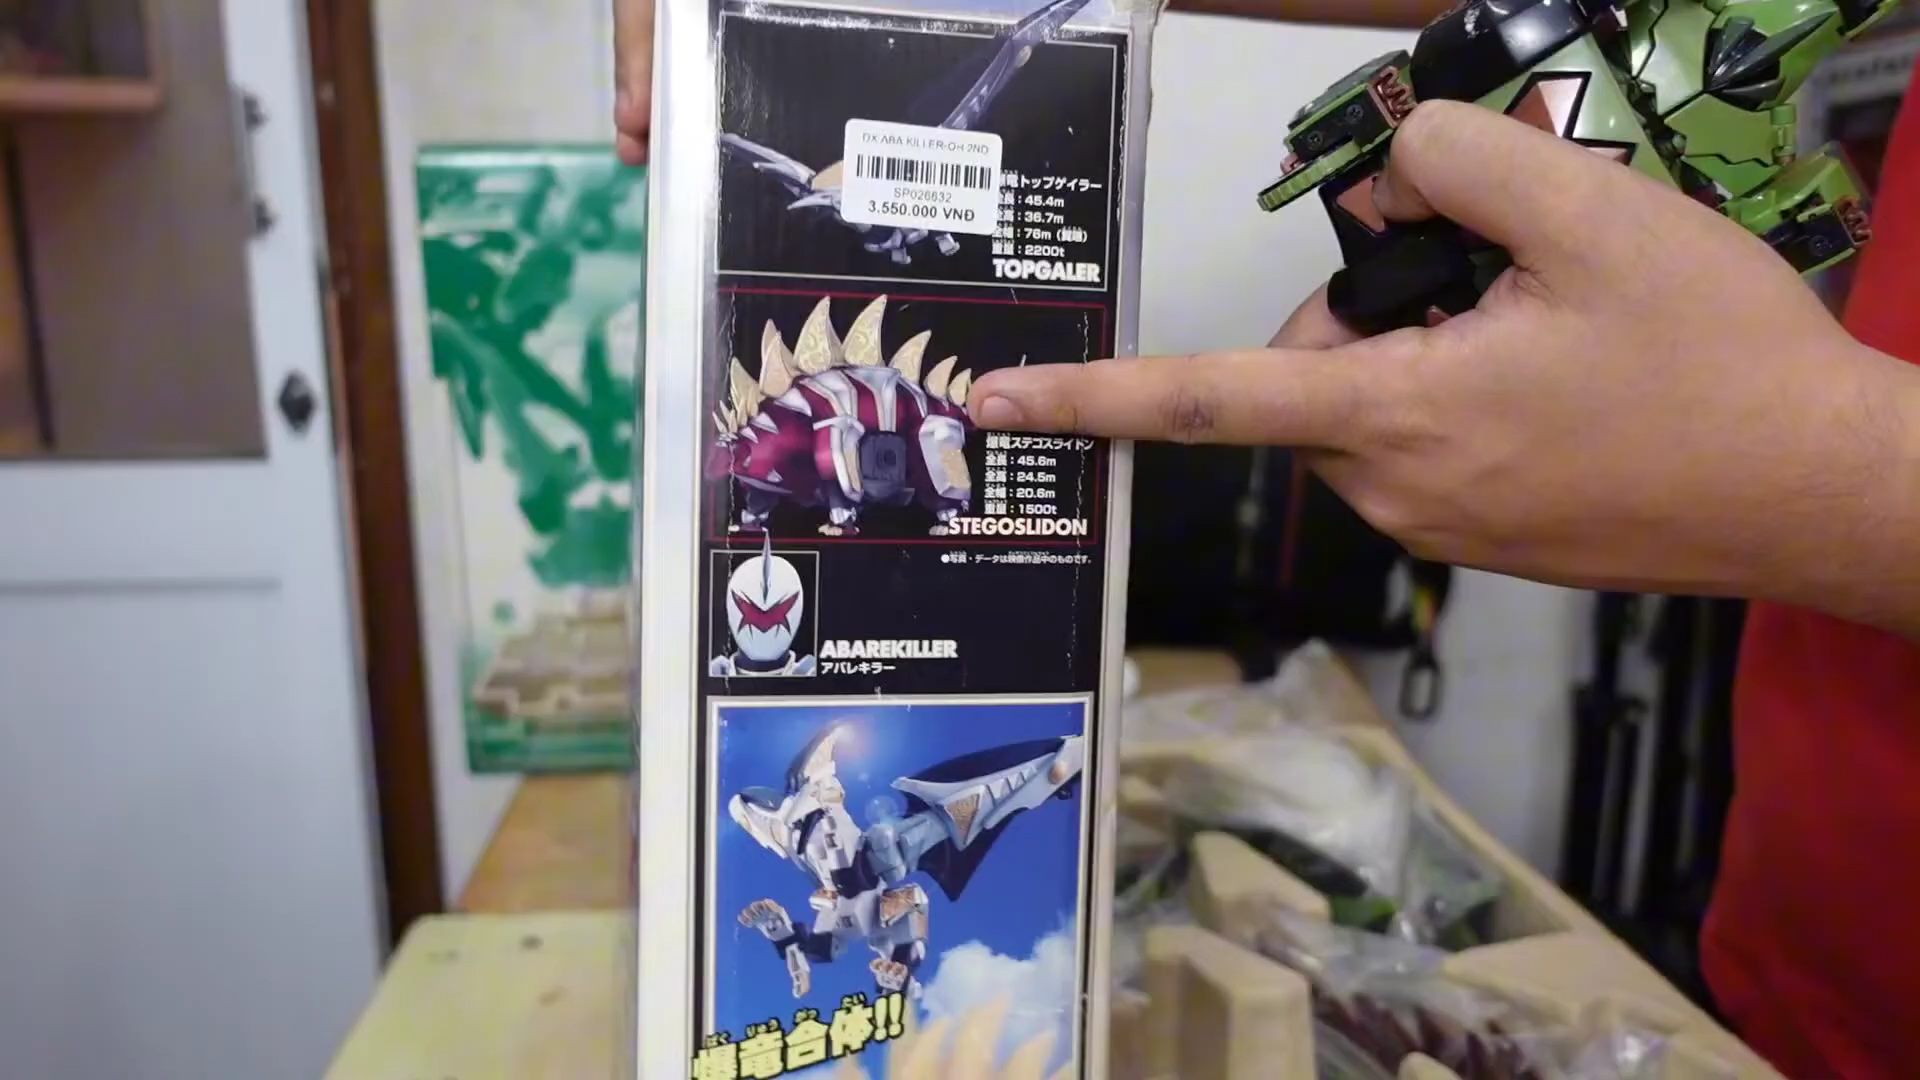 DX ABA KILLER-OH 2ND
SP026632
3.550.000 VNĐ
爆竜トップゲイラー
全長：45.4m
全高：36.7m
全幅：76m（翼端）
重量：2200t
TOPGALER
爆竜ステゴスライドン
全長：45.6m
全高：24.5m
全幅：20.6m
重量：1500t
STEGOSLIDON
●写真・データは映像作品中のものです。
ABAREKILLER
アバレキラー
爆竜合体!!